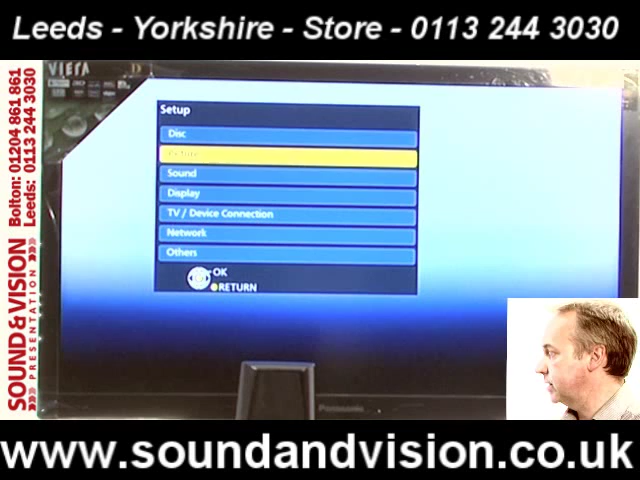 Leeds - Yorkshire - Store - 0113 244 3030
VIERA
Setup
Disc
Picture
Sound
Display
TV / Device Connection
Network
Others
OK
RETURN
Panasonic
SOUND & VISION
PRESENTATION
Bolton: 01204 861 861
Leeds: 0113 244 3030
www.soundandvision.co.uk